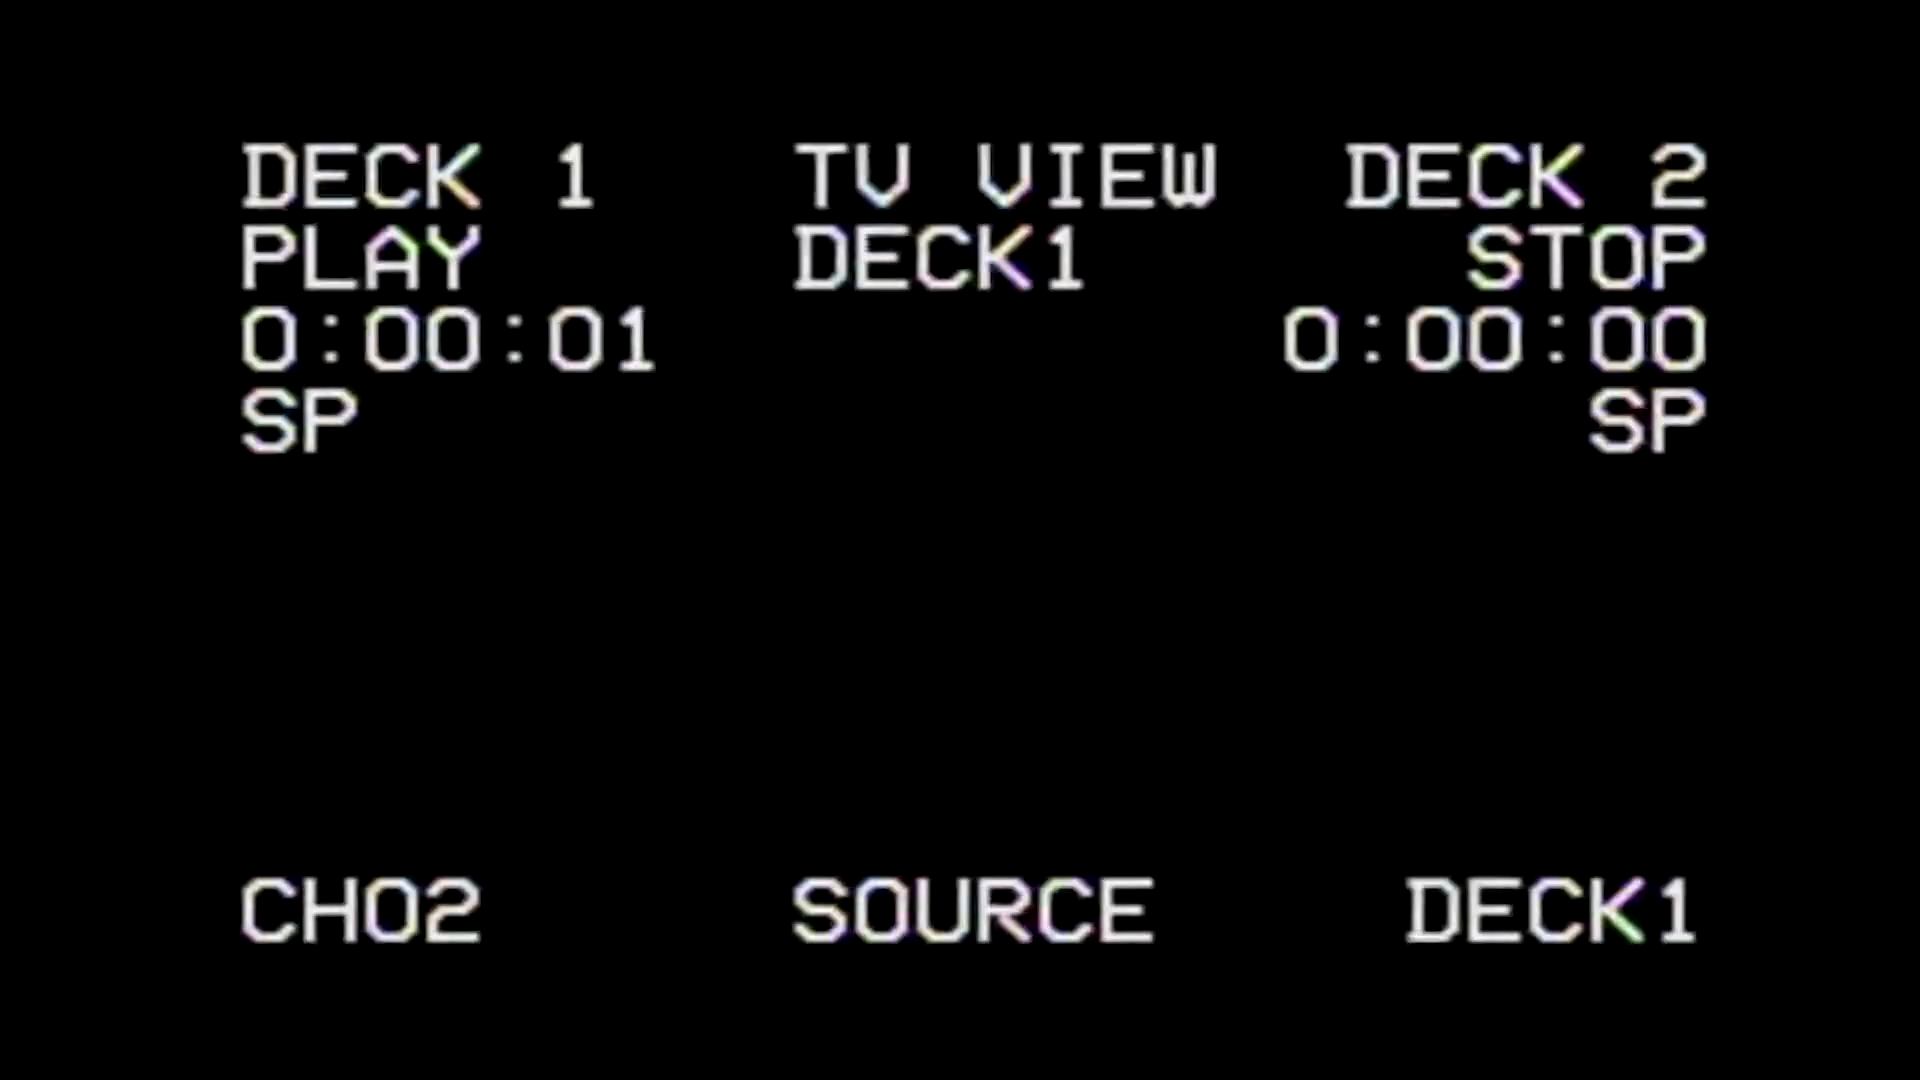 DECK 1 TV VIEW DECK 2
PLAY DECK1 STOP
0:00:01 0:00:00
SP SP
CH02 SOURCE DECK1